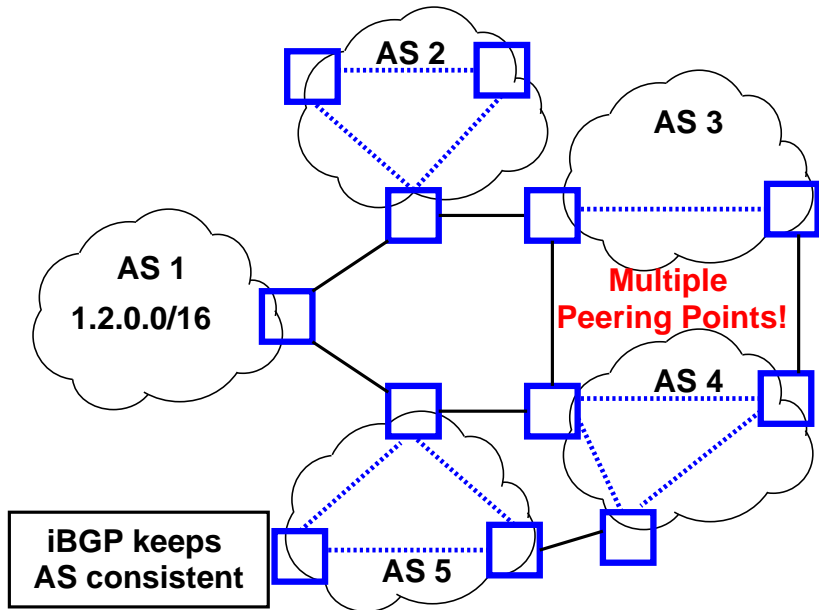 AS 2
AS 3
AS 1
1.2.0.0/16
Multiple
Peering Points!
AS 4
iBGP keeps
AS consistent
AS 5